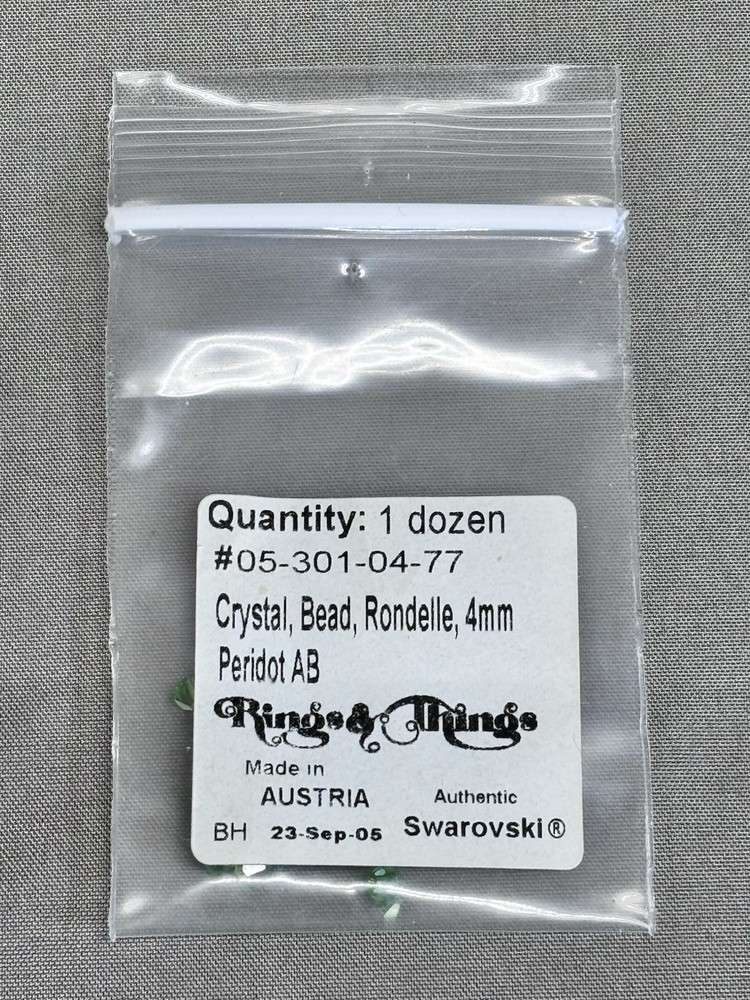 Quantity: 1 dozen
#05-301-04-77
Crystal, Bead, Rondelle, 4mm
Peridot AB
Rings & Things
Made in
AUSTRIA
Authentic
BH 23-Sep-05 Swarovski®